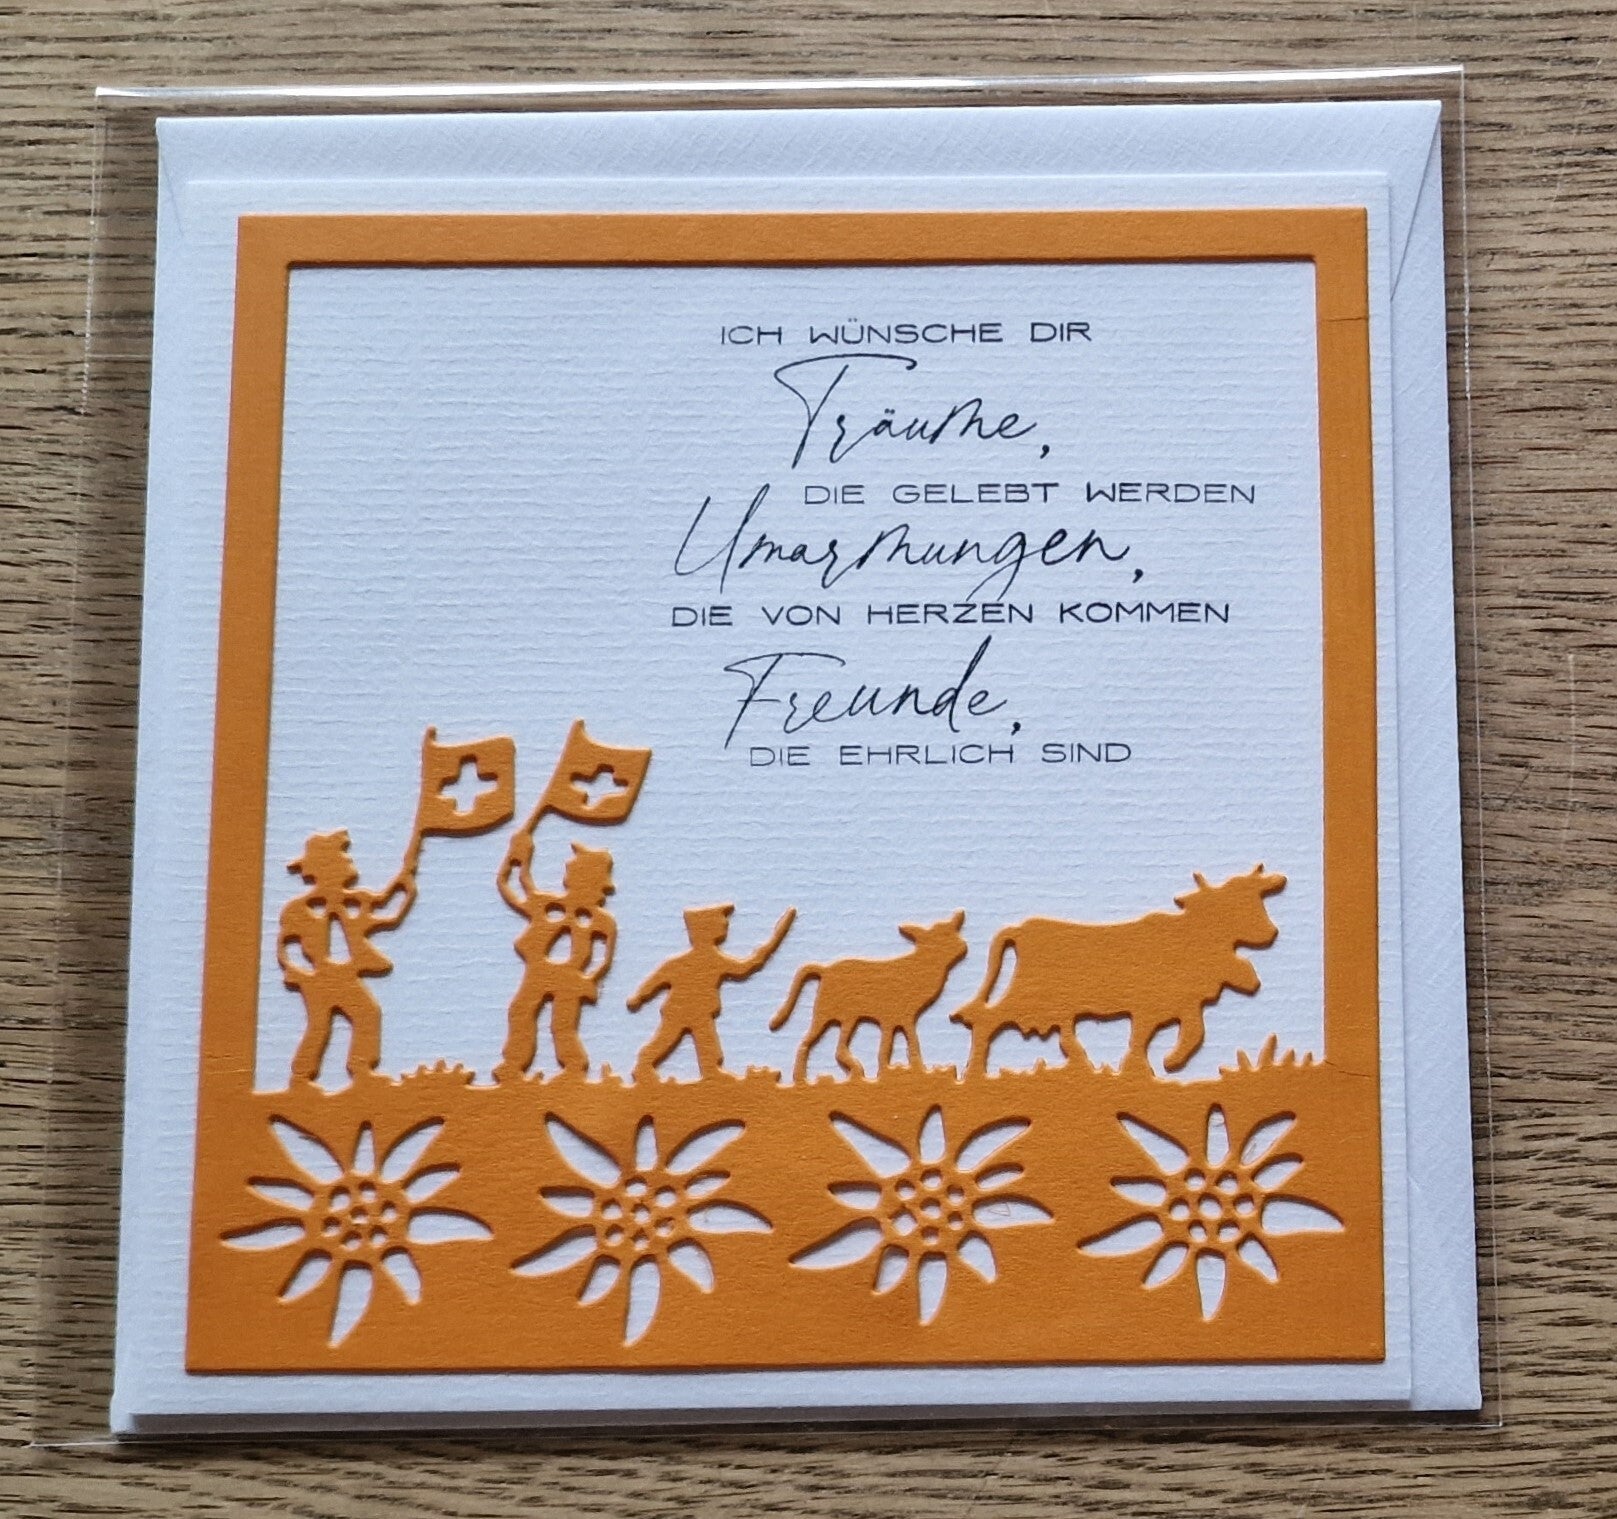 ICH WÜNSCHE DIR
Träume,
DIE GELEBT WERDEN
Umarmungen,
DIE VON HERZEN KOMMEN
Freunde,
DIE EHRLICH SIND